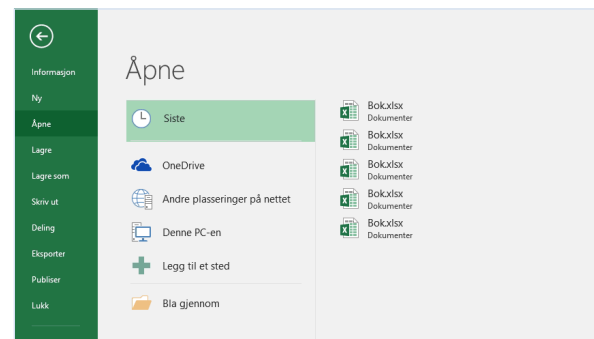 Informasjon
Ny
Åpne
Lagre
Lagre som
Skriv ut
Deling
Eksporter
Publiser
Lukk
Åpne
Siste
OneDrive
Andre plasseringer på nettet
Denne PC-en
Legg til et sted
Bla gjennom
Bok.xlsx
Dokumenter
Bok.xlsx
Dokumenter
Bok.xlsx
Dokumenter
Bok.xlsx
Dokumenter
Bok.xlsx
Dokumenter